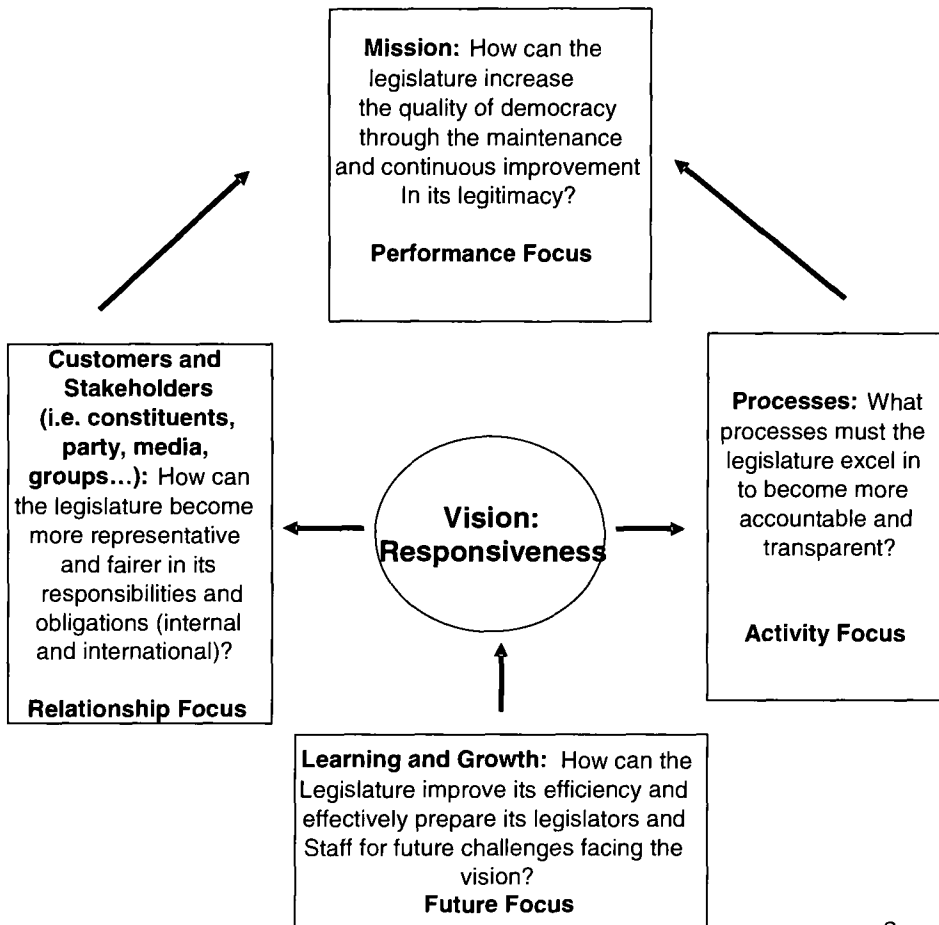 Mission: How can the
legislature increase
the quality of democracy
through the maintenance
and continuous improvement
In its legitimacy?
Performance Focus
Customers and
Stakeholders
(i.e. constituents,
party, media,
groups...): How can
the legislature become
more representative
and fairer in its
responsibilities and
obligations (internal
and international)?
Relationship Focus
Vision:
Responsiveness
Processes: What
processes must the
legislature excel in
to become more
accountable and
transparent?
Activity Focus
Learning and Growth: How can the
Legislature improve its efficiency and
effectively prepare its legislators and
Staff for future challenges facing the
vision?
Future Focus